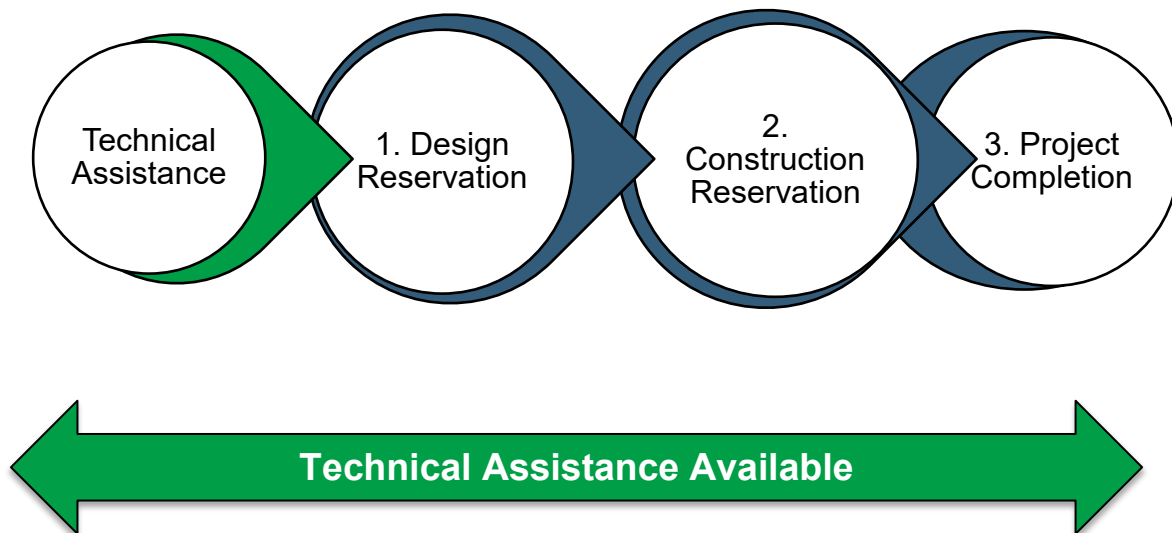 Technical
Assistance
1. Design
Reservation
2.
Construction
Reservation
3. Project
Completion
Technical Assistance Available